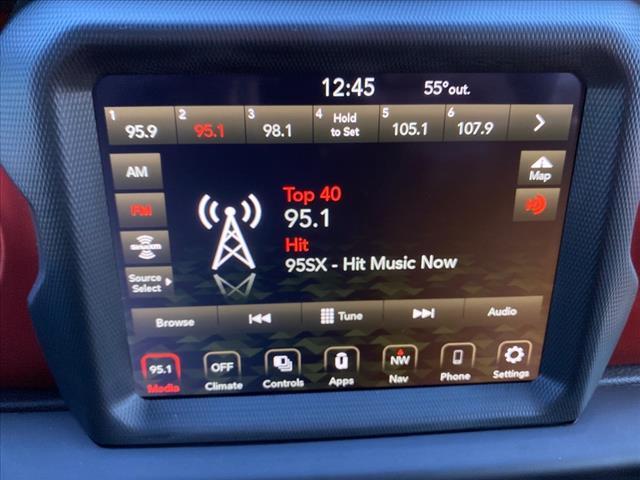 12:45 55°out.
1 95.9 2 95.1 3 98.1 4 Hold to Set 5 105.1 6 107.9
AM
Map
FM
Top 40
95.1
Hit
95SX - Hit Music Now
SiriusXM
Source
Select
Browse Tune Audio
95.1 OFF NW
Media Climate Controls Apps Nav Phone Settings